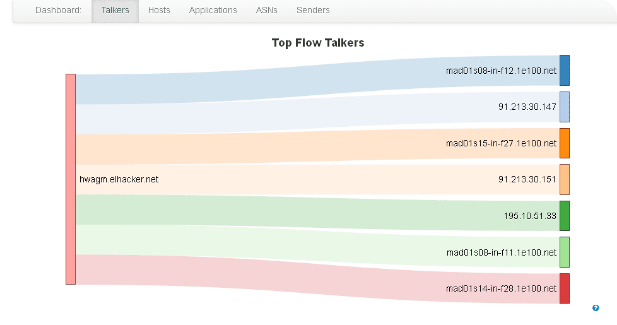 Dashboard: Talkers Hosts Applications ASNs Senders
Top Flow Talkers
mad01s08-in-f12.1e100.net
91.213.30.147
mad01s15-in-f27.1e100.net
hwagm.elhacker.net
91.213.30.151
195.10.51.33
mad01s08-in-f11.1e100.net
mad01s14-in-f28.1e100.net
?